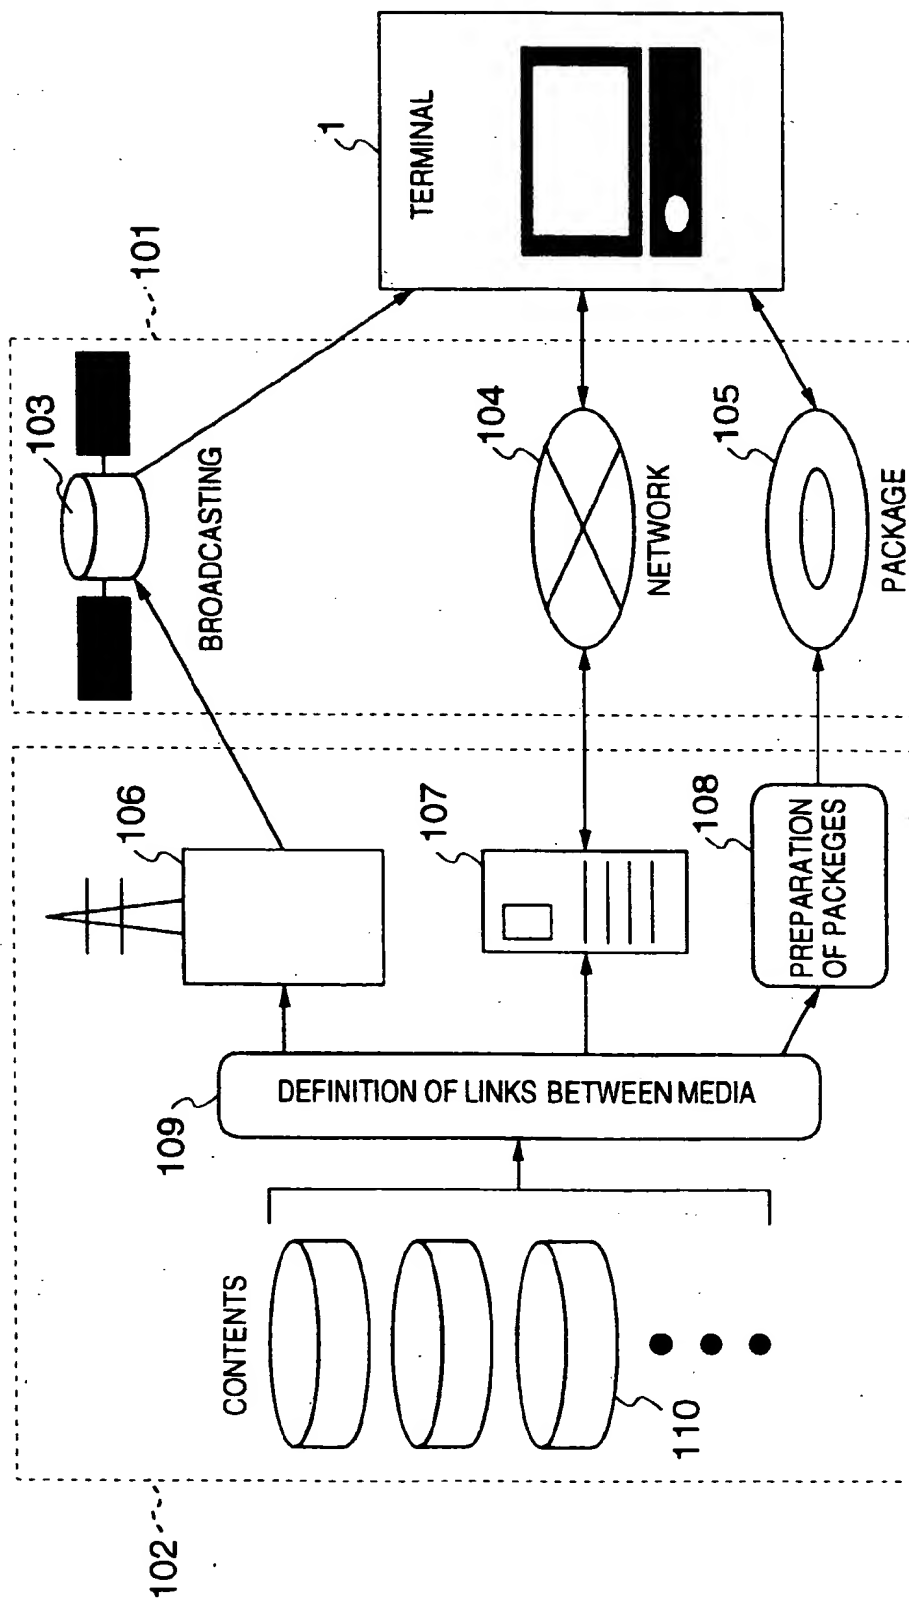 102
CONTENTS
110
109
DEFINITION OF LINKS BETWEEN MEDIA
106
107
108
PREPARATION
OF PACKEGES
101
103
BROADCASTING
104
NETWORK
105
PACKAGE
1
TERMINAL